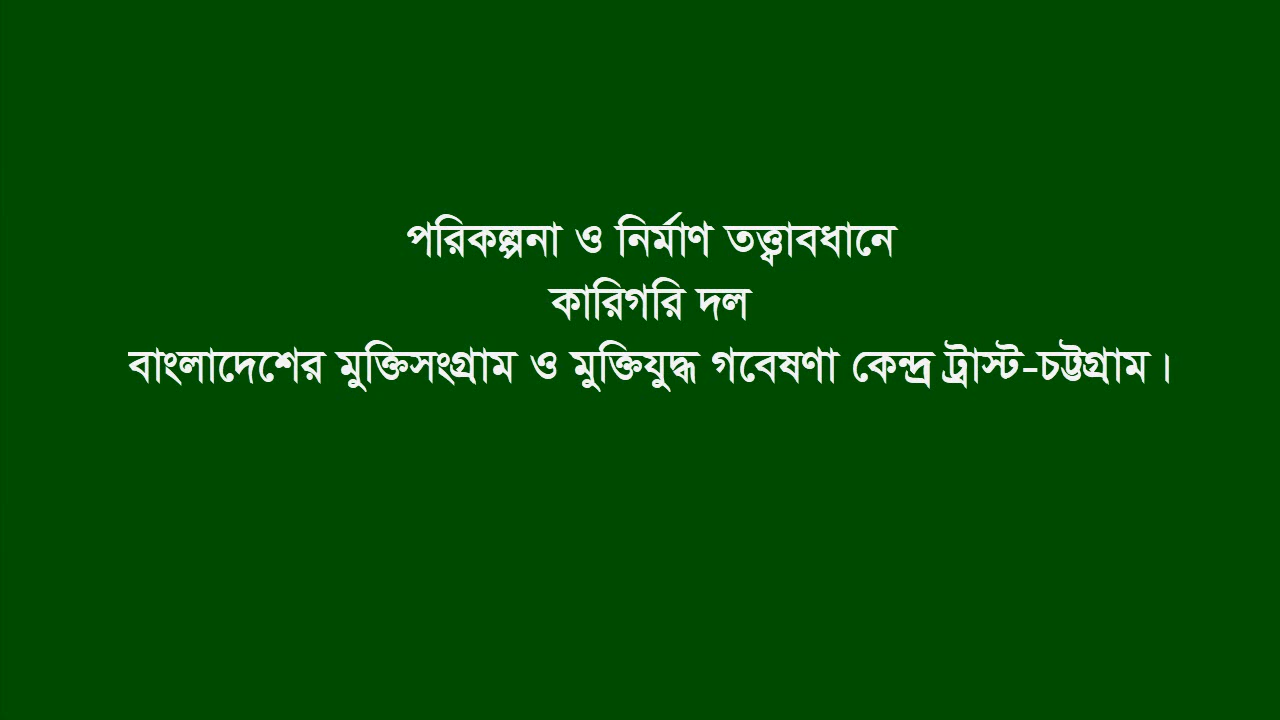 পরিকল্পনা ও নির্মাণ তত্ত্বাবধানে
কারিগরি দল
বাংলাদেশের মুক্তিসংগ্রাম ও মুক্তিযুদ্ধ গবেষণা কেন্দ্র ট্রাস্ট-চট্টগ্রাম।